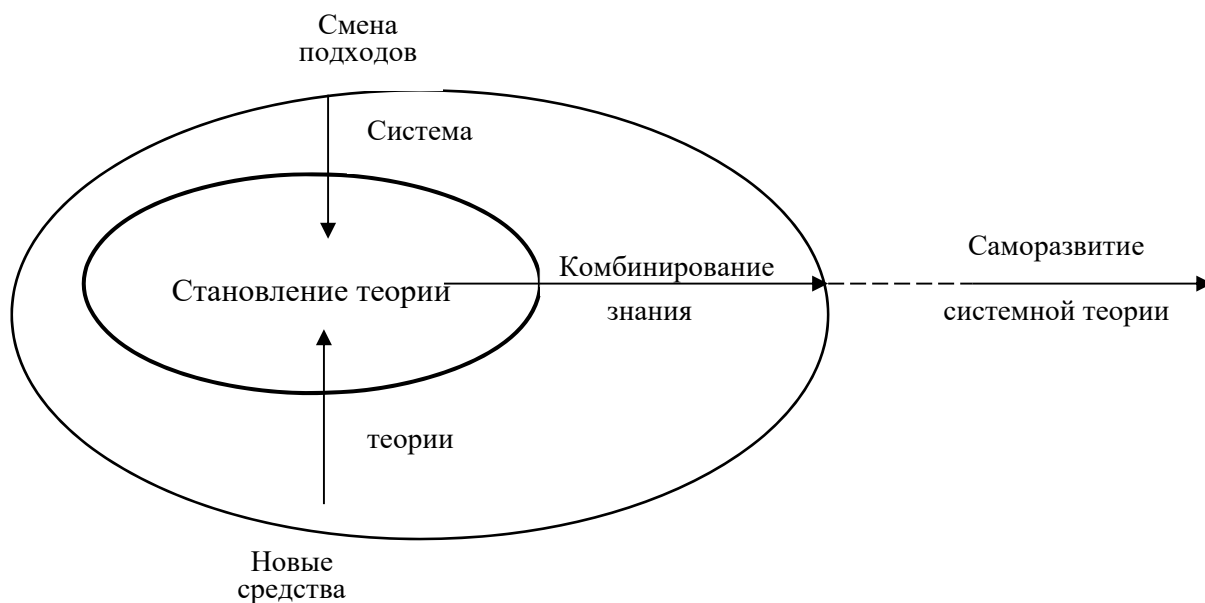 Смена
подходов
Система
Саморазвитие
Комбинирование
Становление теории
знания
системной теории
теории
Новые
средства